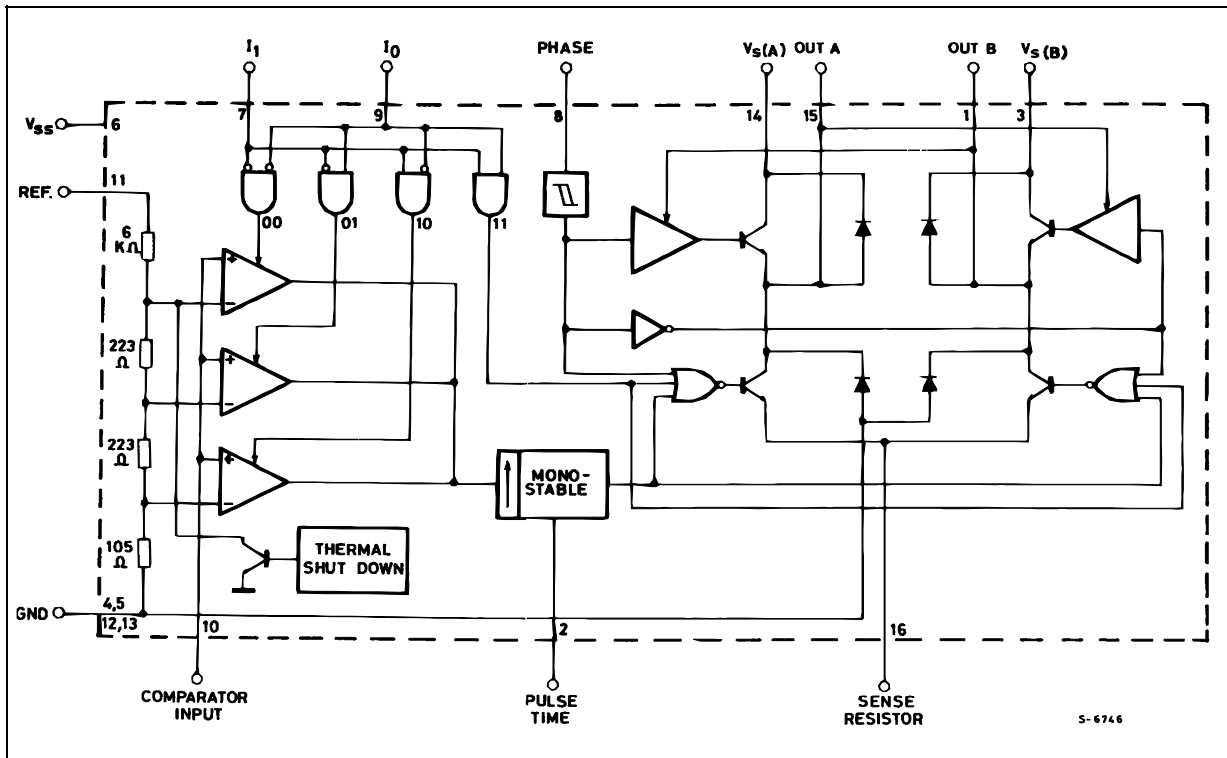 I1
I0
PHASE
Vs(A) OUT A
OUT B
Vs(B)
7
9
8
14
15
1
3
Vss
6
REF.
11
00
01
10
11
6
KΩ
+
-
223
Ω
+
-
223
Ω
+
-
MONO-
STABLE
105
Ω
THERMAL
SHUT DOWN
GND
4,5
12,13
10
2
16
COMPARATOR
INPUT
PULSE
TIME
SENSE
RESISTOR
S-6746